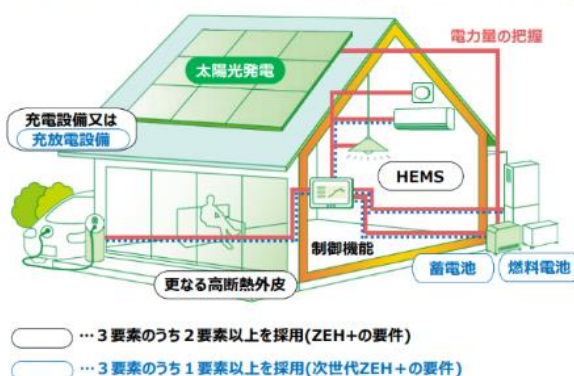 電力量の把握
太陽光発電
充電設備又は
充放電設備
HEMS
制御機能
更なる高断熱外皮
蓄電池
燃料電池
…３要素のうち２要素以上を採用(ZEH+の要件)
…３要素のうち１要素以上を採用(次世代ZEH＋の要件)